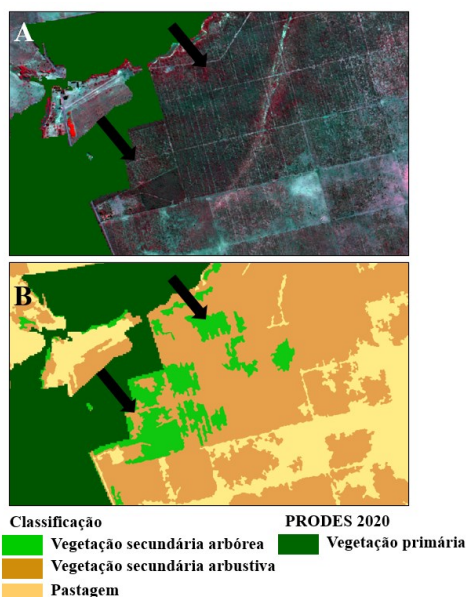 A
B
Classificação
PRODES 2020
Vegetação secundária arbórea
Vegetação primária
Vegetação secundária arbustiva
Pastagem